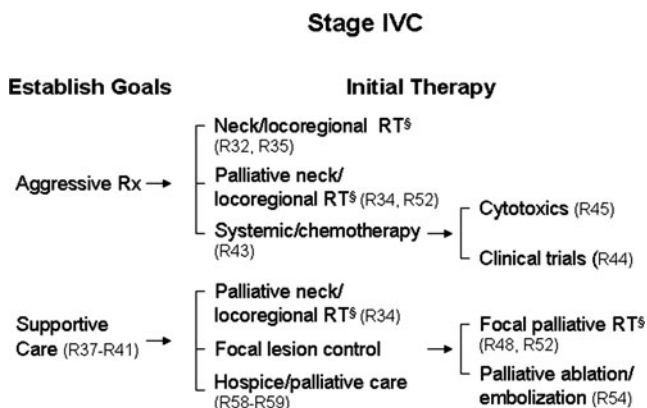 Stage IVC
Establish Goals
Initial Therapy
Aggressive Rx
Neck/locoregional RT§
(R32, R35)
Palliative neck/
locoregional RT§ (R34, R52)
Systemic/chemotherapy
(R43)
Cytotoxics (R45)
Clinical trials (R44)
Supportive
Care (R37-R41)
Palliative neck/
locoregional RT§ (R34)
Focal lesion control
Hospice/palliative care
(R58-R59)
Focal palliative RT§
(R48, R52)
Palliative ablation/
embolization (R54)